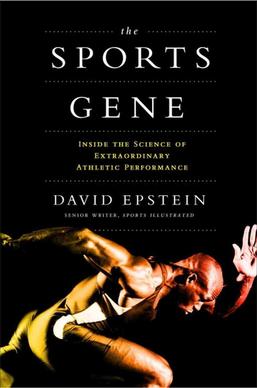 the
SPORTS
GENE
INSIDE THE SCIENCE OF
EXTRAORDINARY
ATHLETIC PERFORMANCE
DAVID EPSTEIN
SENIOR WRITER, SPORTS ILLUSTRATED